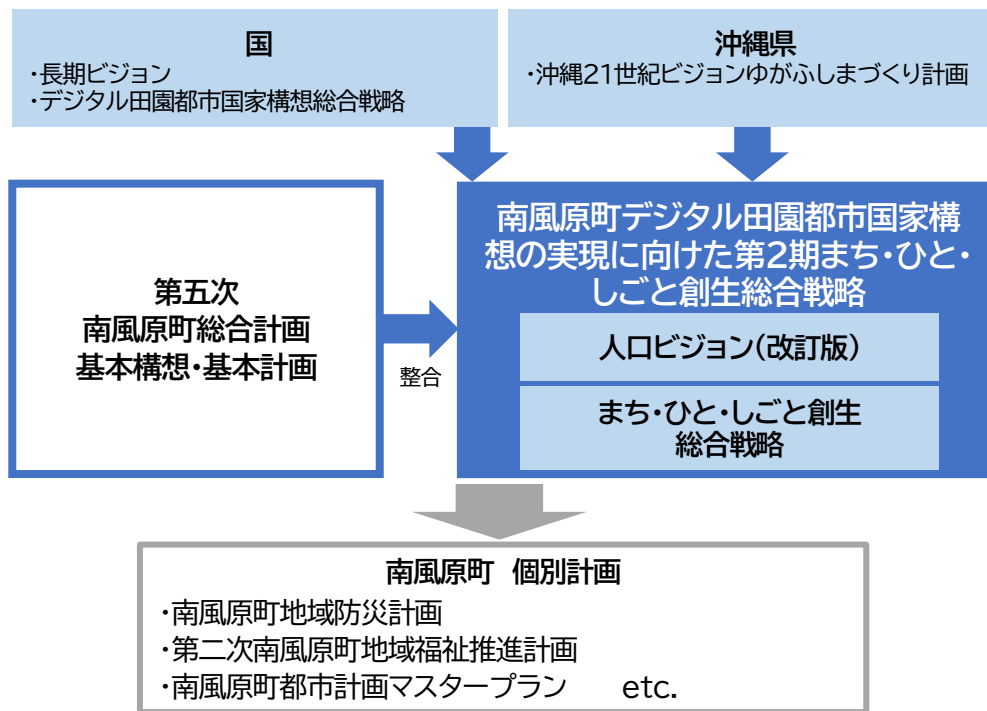 国
・長期ビジョン
・デジタル田園都市国家構想総合戦略
沖縄県
・沖縄21世紀ビジョンゆがふしまづくり計画
第五次
南風原町総合計画
基本構想・基本計画
整合
南風原町デジタル田園都市国家構
想の実現に向けた第2期まち・ひと・
しごと創生総合戦略
人口ビジョン(改訂版)
まち・ひと・しごと創生
総合戦略
南風原町 個別計画
・南風原町地域防災計画
・第二次南風原町地域福祉推進計画
・南風原町都市計画マスタープラン etc.